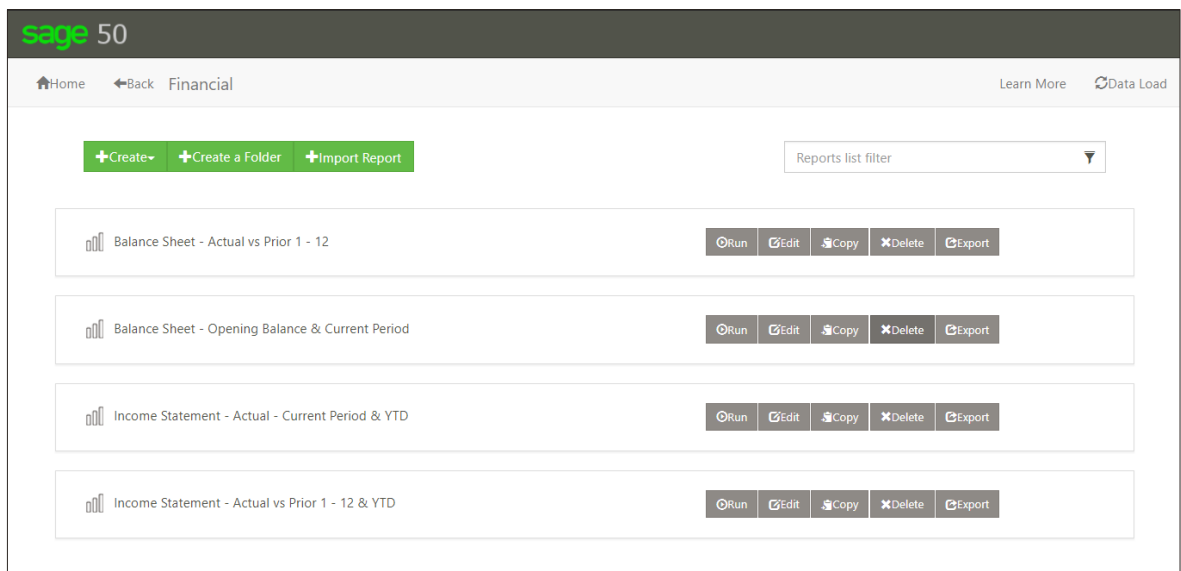 sage 50
Home Back Financial Learn More Data Load
Create Create a Folder Import Report Reports list filter
Balance Sheet - Actual vs Prior 1 - 12 Run Edit Copy Delete Export
Balance Sheet - Opening Balance & Current Period Run Edit Copy Delete Export
Income Statement - Actual - Current Period & YTD Run Edit Copy Delete Export
Income Statement - Actual vs Prior 1 - 12 & YTD Run Edit Copy Delete Export